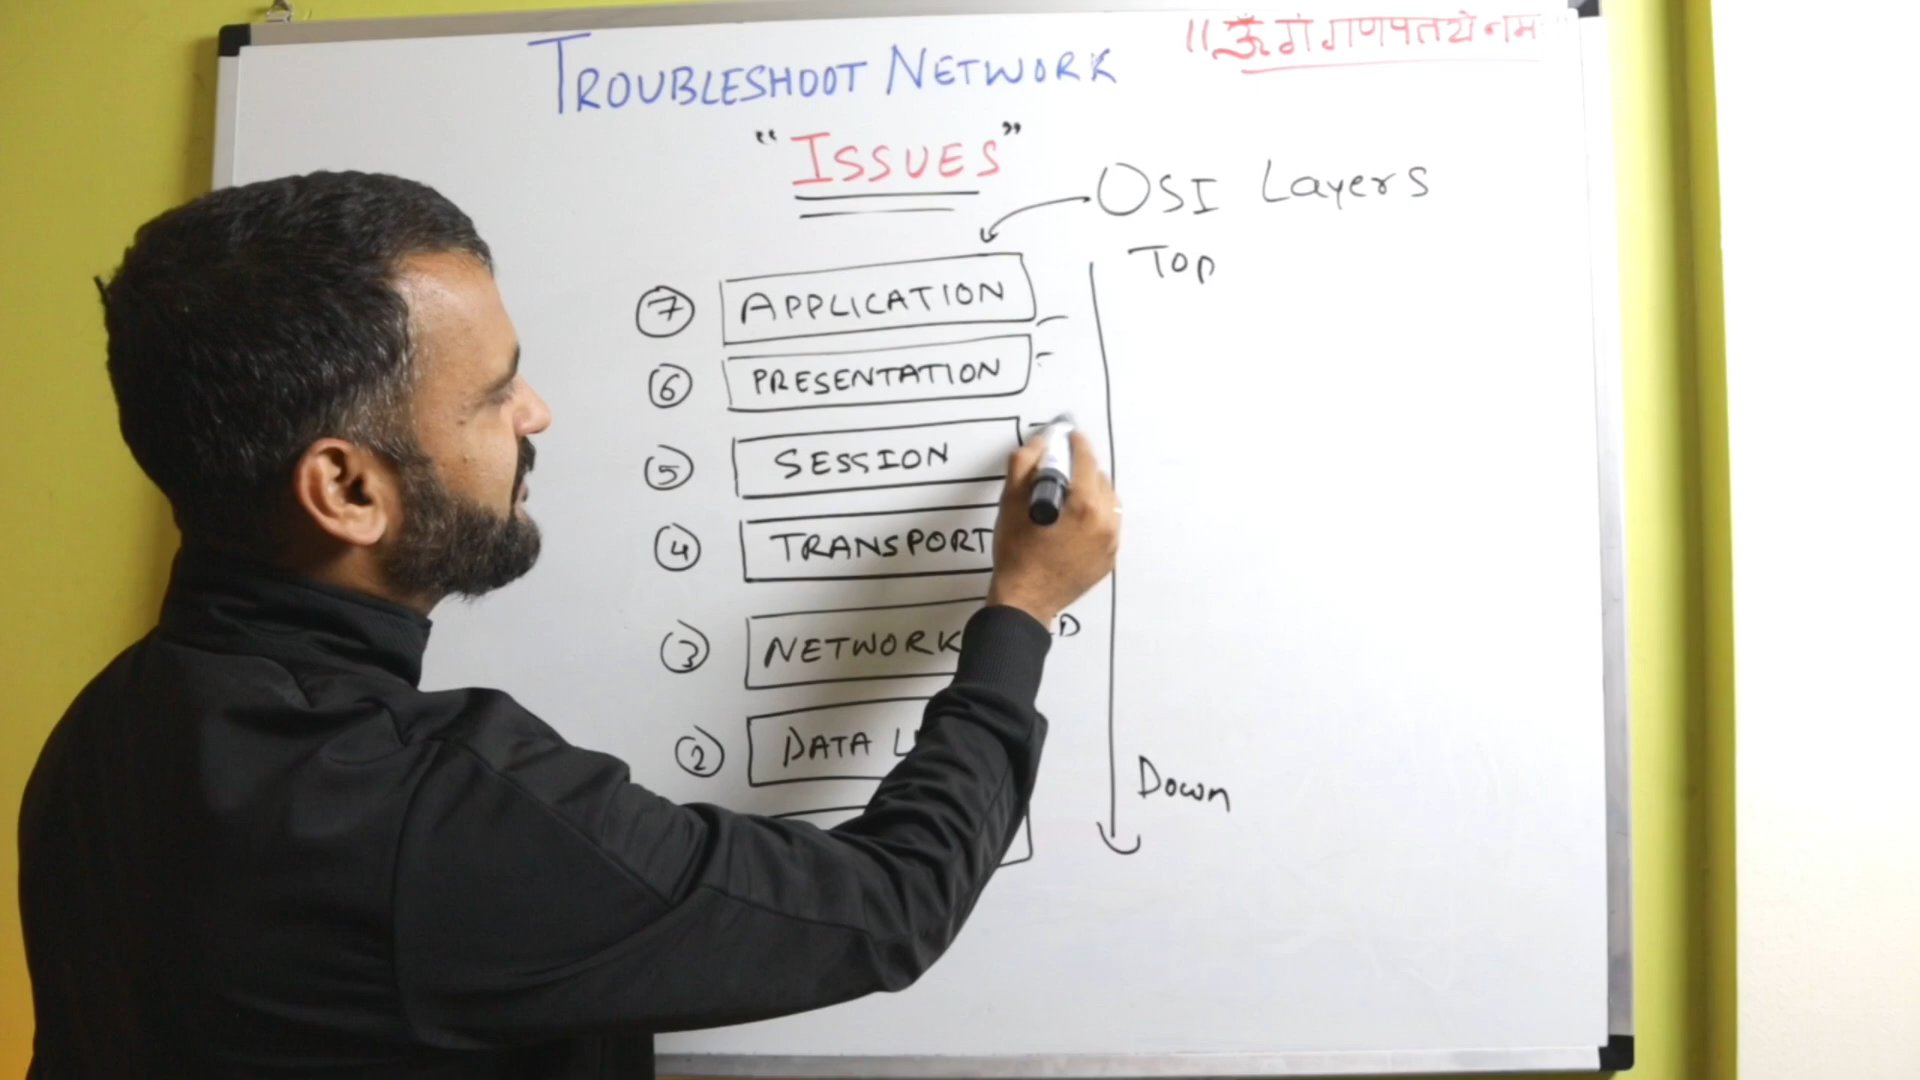 "ॐ गं गणपतये नम"
TROUBLESHOOT NETWORK
"ISSUES"
OSI Layers
Top
7 APPLICATION
6 PRESENTATION
5 SESSION
4 TRANSPORT
3 NETWORK
2 DATA
Down